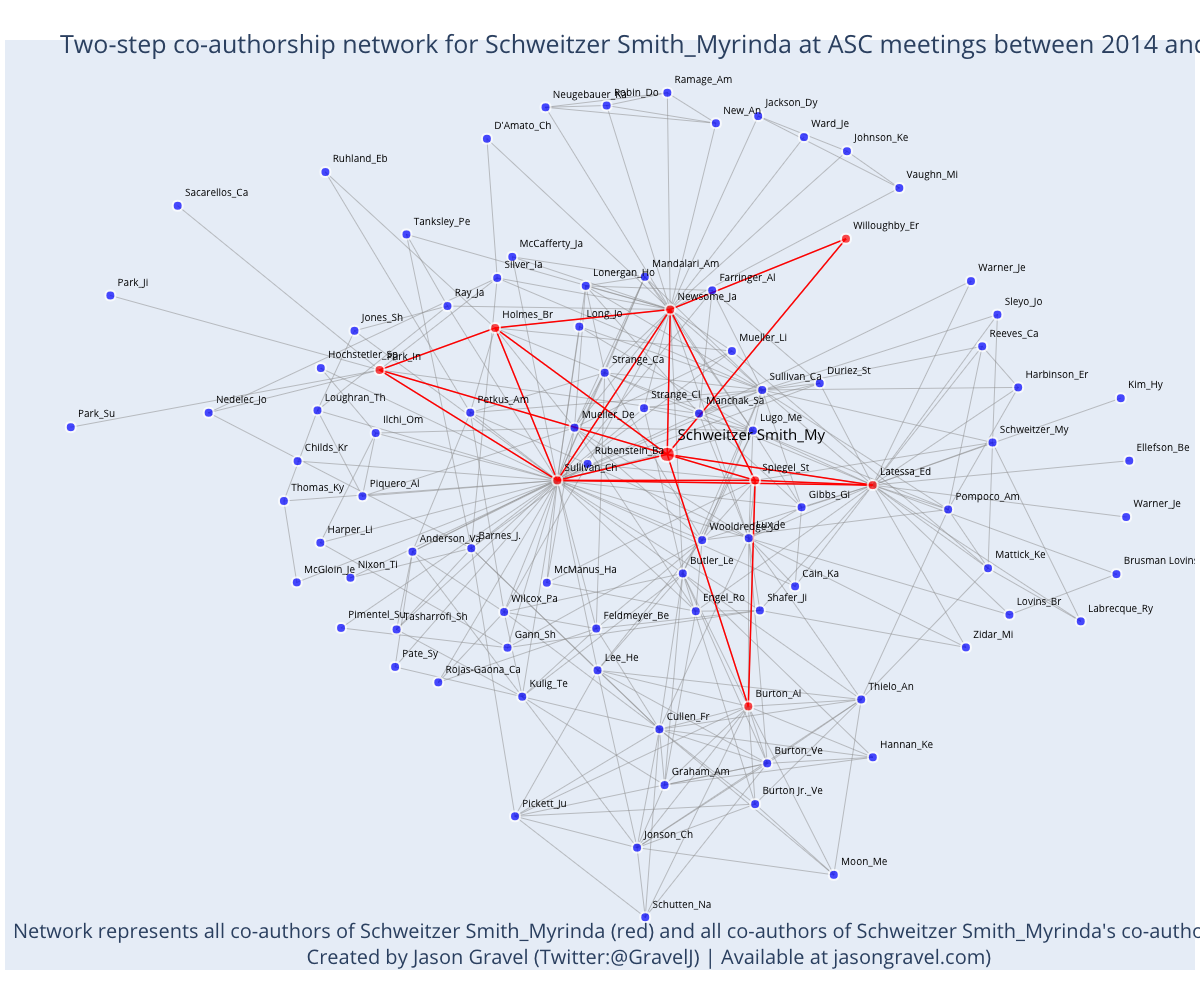 Two-step co-authorship network for Schweitzer Smith_Myrinda at ASC meetings between 2014 and
Ramage_Am
Neugebauer_Ka
Robin_Do
Jackson_Dy
New_An
D'Amato_Ch
Ward_Je
Johnson_Ke
Ruhland_Eb
Vaughn_Mi
Sacarellos_Ca
Tanksley_Pe
Willoughby_Er
McCafferty_Ja
Silver_Ia
Lonergan_Ho
Mandalari_Am
Farringer_Al
Warner_Je
Park_Ji
Ray_Ja
Newsome_Ja
Sleyo_Jo
Jones_Sh
Holmes_Br
Long_Jo
Reeves_Ca
Mueller_Li
Hochstetler_
Park_In
Strange_Ca
Sullivan_Ca
Duriez_St
Harbinson_Er
Kim_Hy
Park_Su
Nedelec_Jo
Loughran_Th
Petkus_Am
Strange_Cl
Manchak_Sa
Ilchi_Om
Mueller_De
Lugo_Me
Schweitzer_My
Schweitzer Smith_My
Childs_Kr
Rubenstein_Ba
Ellefson_Be
Sullivan_Ch
Spiegel_St
Latessa_Ed
Thomas_Ky
Piquero_Al
Gibbs_Gi
Pompoco_Am
Warner_Je
Harper_Li
Anderson_Va
Barnes_J.
Wooldredge_Jo
Lux_Je
McGloin_Je
Nixon_Ti
McManus_Ha
Butler_Le
Cain_Ka
Mattick_Ke
Brusman Lovins
Pimentel_Su
Tasharrofi_Sh
Wilcox_Pa
Feldmeyer_Be
Engel_Ro
Shafer_Ji
Lovins_Br
Labrecque_Ry
Gann_Sh
Zidar_Mi
Pate_Sy
Rojas-Gaona_Ca
Lee_He
Kulig_Te
Burton_Al
Thielo_An
Cullen_Fr
Burton_Ve
Hannan_Ke
Graham_Am
Pickett_Ju
Burton Jr._Ve
Jonson_Ch
Moon_Me
Schutten_Na
Network represents all co-authors of Schweitzer Smith_Myrinda (red) and all co-authors of Schweitzer Smith_Myrinda's co-autho
Created by Jason Gravel (Twitter:@GravelJ) | Available at jasongravel.com)